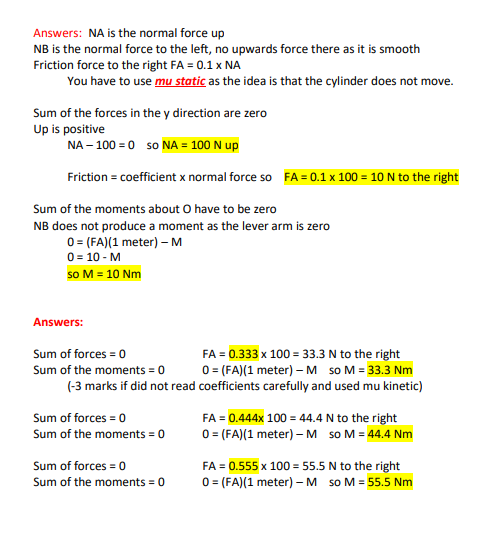 Answers: NA is the normal force up
NB is the normal force to the left, no upwards force there as it is smooth
Friction force to the right FA = 0.1 x NA
You have to use mu static as the idea is that the cylinder does not move.
Sum of the forces in the y direction are zero
Up is positive
NA – 100 = 0 so NA = 100 N up
Friction = coefficient x normal force so FA = 0.1 x 100 = 10 N to the right
Sum of the moments about O have to be zero
NB does not produce a moment as the lever arm is zero
0 = (FA)(1 meter) – M
0 = 10 - M
so M = 10 Nm
Answers:
Sum of forces = 0 FA = 0.333 x 100 = 33.3 N to the right
Sum of the moments = 0 0 = (FA)(1 meter) – M so M = 33.3 Nm
(-3 marks if did not read coefficients carefully and used mu kinetic)
Sum of forces = 0 FA = 0.444x 100 = 44.4 N to the right
Sum of the moments = 0 0 = (FA)(1 meter) – M so M = 44.4 Nm
Sum of forces = 0 FA = 0.555 x 100 = 55.5 N to the right
Sum of the moments = 0 0 = (FA)(1 meter) – M so M = 55.5 Nm